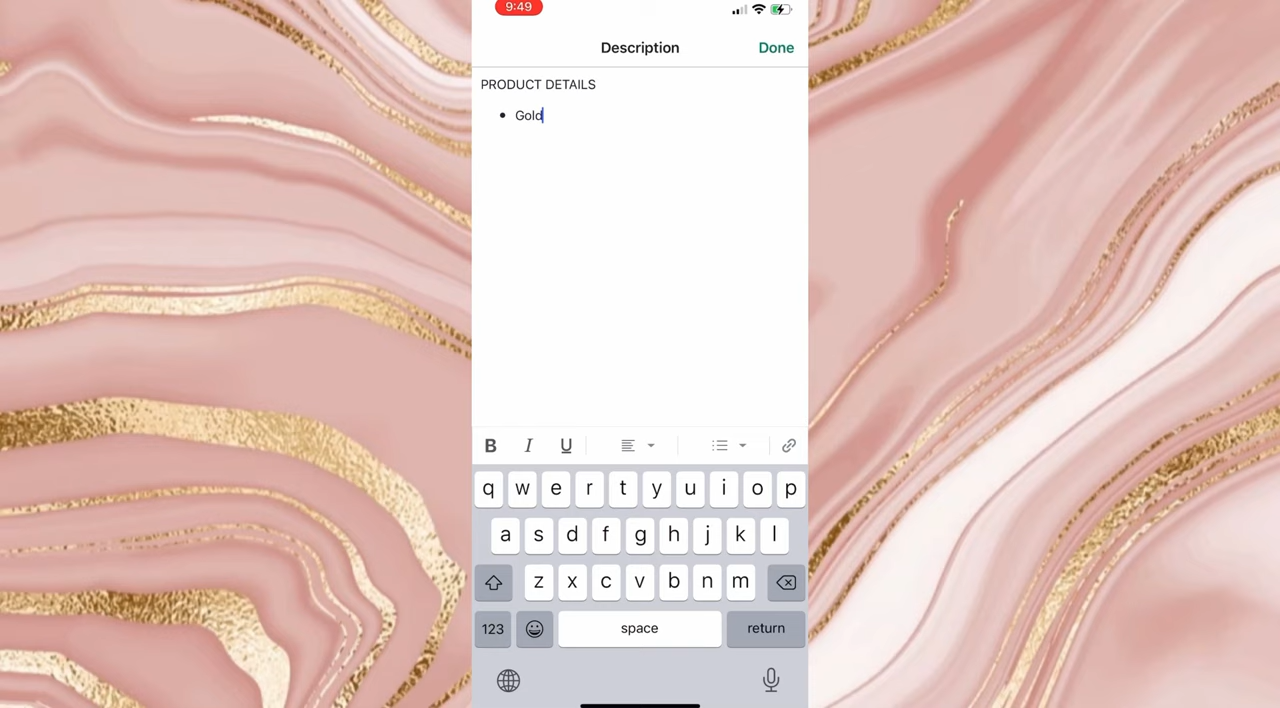 9:49
Description
Done
PRODUCT DETAILS
• Gold
B I U
q w e r t y u i o p
a s d f g h j k l
z x c v b n m
123 space return